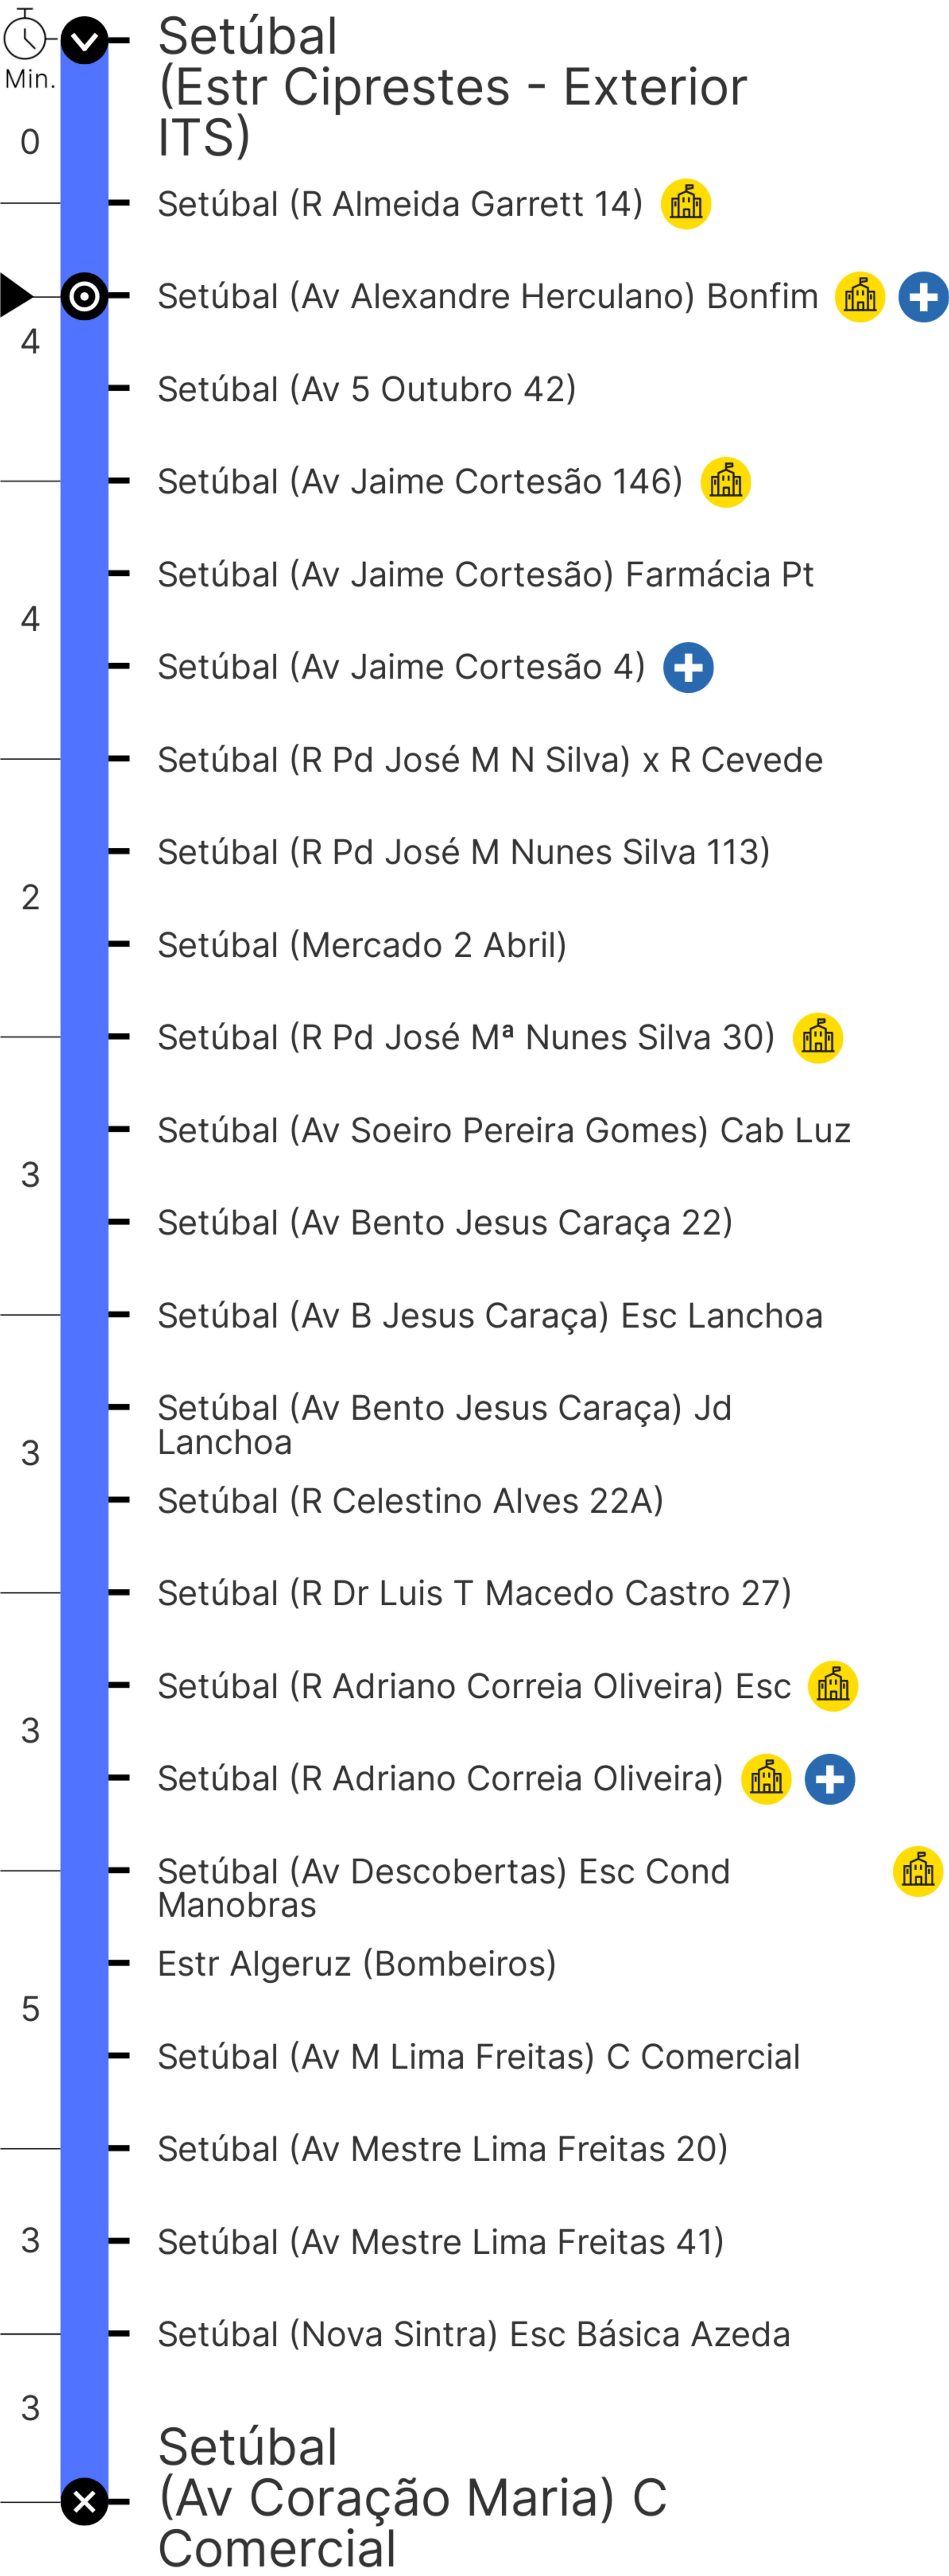 Setúbal
(Estr Ciprestes - Exterior
ITS)
Min.
0
Setúbal (R Almeida Garrett 14)
Setúbal (Av Alexandre Herculano) Bonfim
4
Setúbal (Av 5 Outubro 42)
Setúbal (Av Jaime Cortesão 146)
Setúbal (Av Jaime Cortesão) Farmácia Pt
4
Setúbal (Av Jaime Cortesão 4)
Setúbal (R Pd José M N Silva) x R Cevede
Setúbal (R Pd José M Nunes Silva 113)
2
Setúbal (Mercado 2 Abril)
Setúbal (R Pd José Mª Nunes Silva 30)
Setúbal (Av Soeiro Pereira Gomes) Cab Luz
3
Setúbal (Av Bento Jesus Caraça 22)
Setúbal (Av B Jesus Caraça) Esc Lanchoa
Setúbal (Av Bento Jesus Caraça) Jd
Lanchoa
3
Setúbal (R Celestino Alves 22A)
Setúbal (R Dr Luis T Macedo Castro 27)
Setúbal (R Adriano Correia Oliveira) Esc
3
Setúbal (R Adriano Correia Oliveira)
Setúbal (Av Descobertas) Esc Cond
Manobras
Estr Algeruz (Bombeiros)
5
Setúbal (Av M Lima Freitas) C Comercial
Setúbal (Av Mestre Lima Freitas 20)
3
Setúbal (Av Mestre Lima Freitas 41)
Setúbal (Nova Sintra) Esc Básica Azeda
3
Setúbal
(Av Coração Maria) C
Comercial